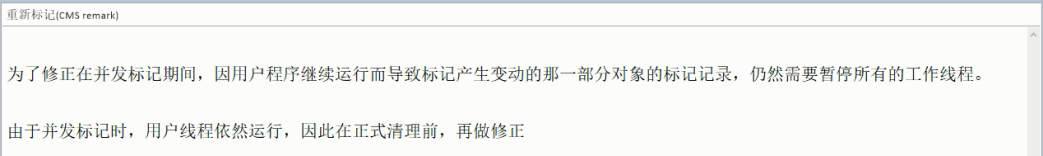 重新标记(CMS remark)
为了修正在并发标记期间，因用户程序继续运行而导致标记产生变动的那一部分对象的标记记录，仍然需要暂停所有的工作线程。
由于并发标记时，用户线程依然运行，因此在正式清理前，再做修正